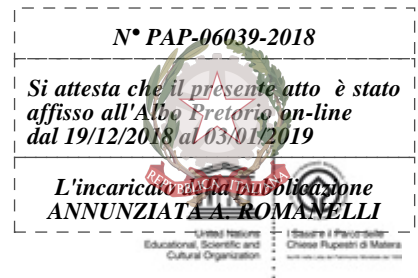 N° PAP-06039-2018
Si attesta che il presente atto è stato
affisso all'Albo Pretorio on-line
dal 19/12/2018 al 03/01/2019
L'incaricato della pubblicazione
ANNUNZIATA A. ROMANELLI
REPVBBLICA ITALIANA
United Nations
Educational, Scientific and
Cultural Organization
I Sassi e il Parco delle
Chiese Rupestri di Matera